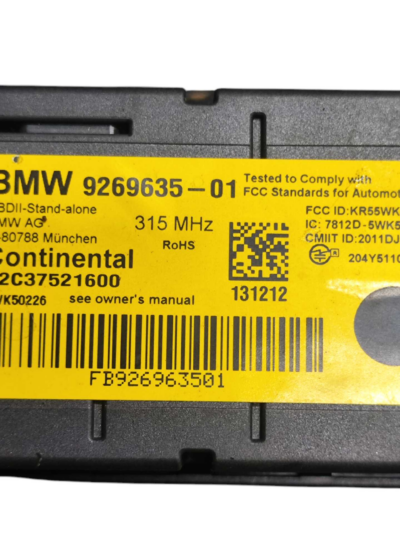 BMW 9269635-01
Tested to Comply with
FCC Standards for Automot
BDII-Stand-alone
MW AG
-80788 München
315 MHz
RoHS
FCC ID:KR55WK
IC: 7812D-5WK5
CMIIT ID:2011DJ
204Y5110
Continental
2C37521600
WK50226 see owner's manual
131212
FB926963501